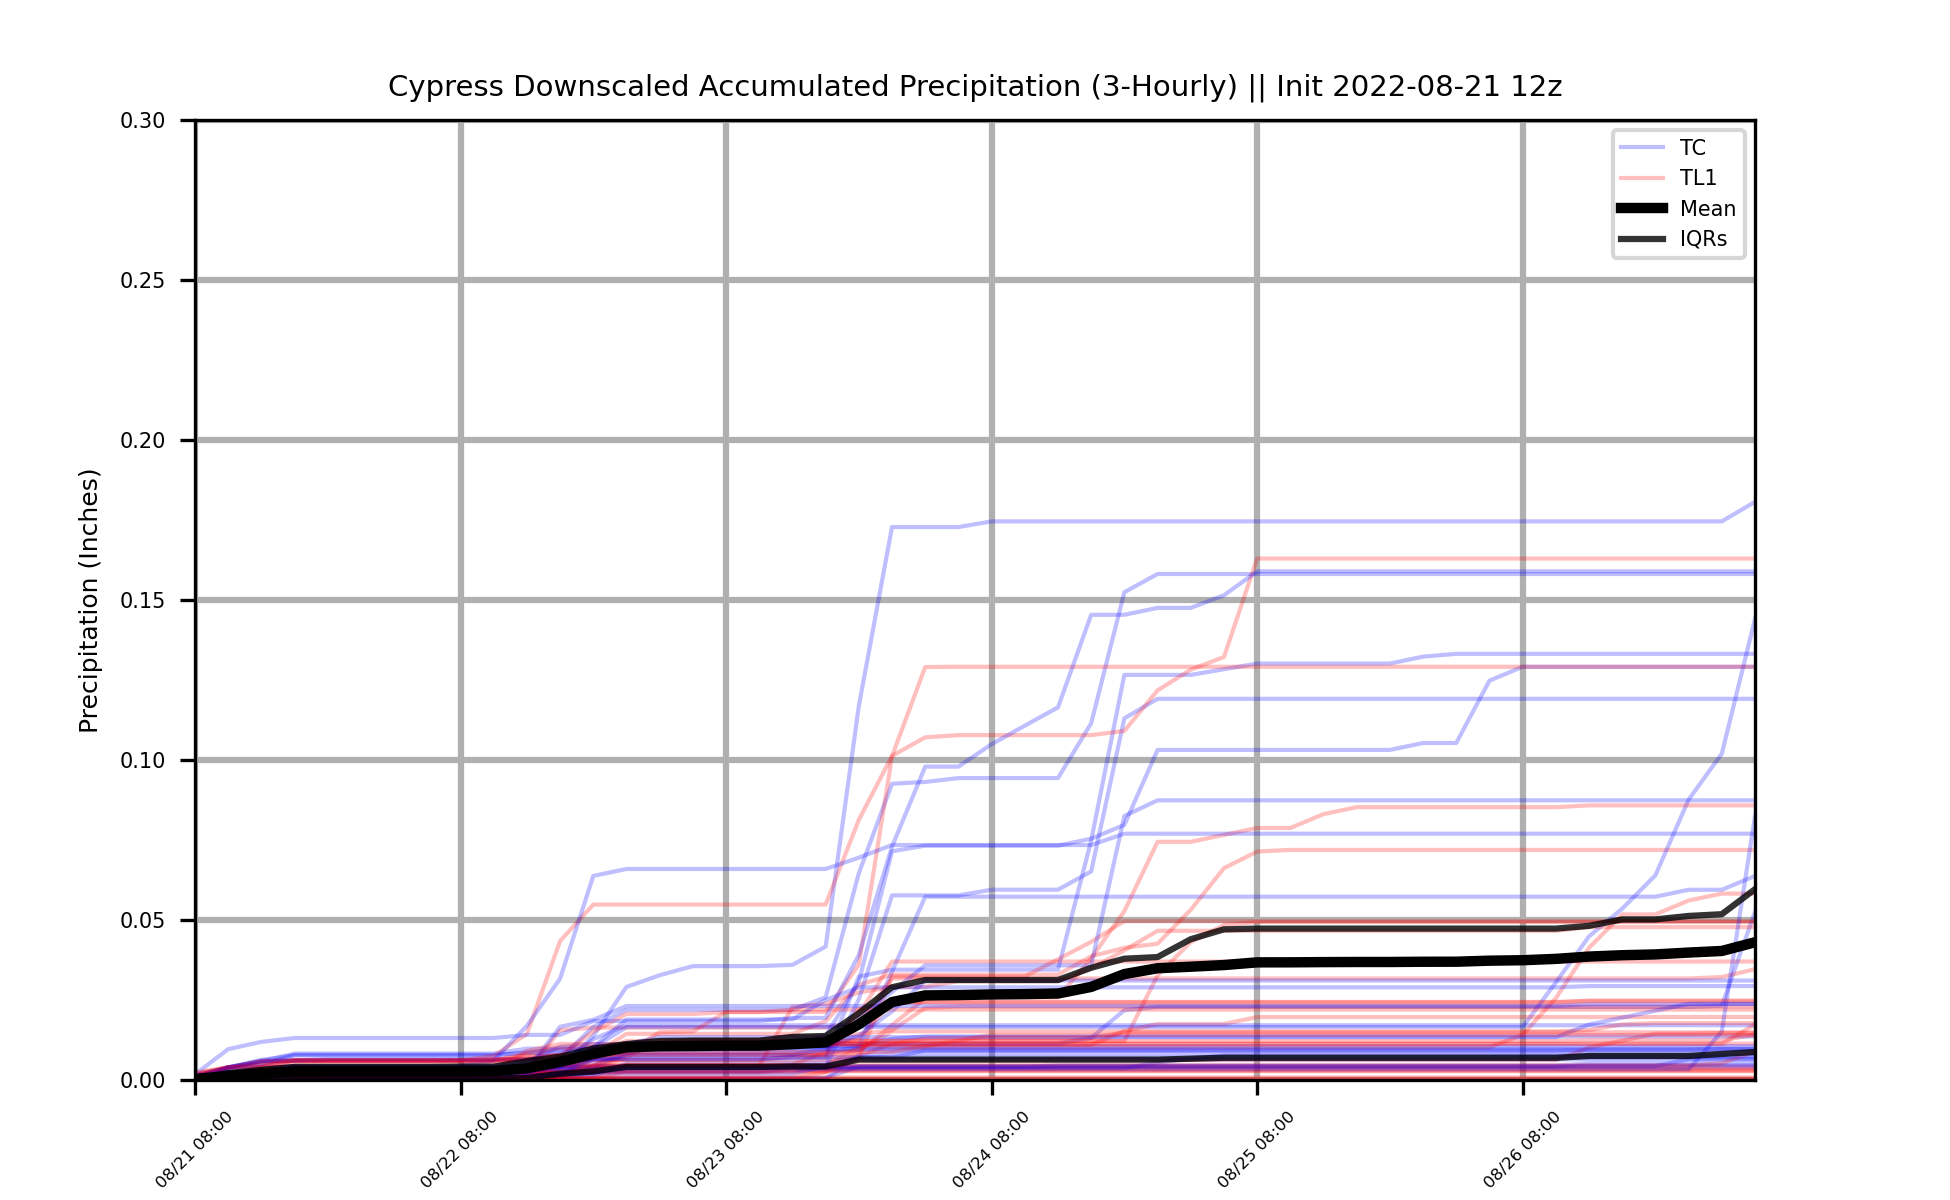 Cypress Downscaled Accumulated Precipitation (3-Hourly) || Init 2022-08-21 12z
Precipitation (Inches)
0.30
0.25
0.20
0.15
0.10
0.05
0.00
TC
TL1
Mean
IQRs
08/21 08:00
08/22 08:00
08/23 08:00
08/24 08:00
08/25 08:00
08/26 08:00